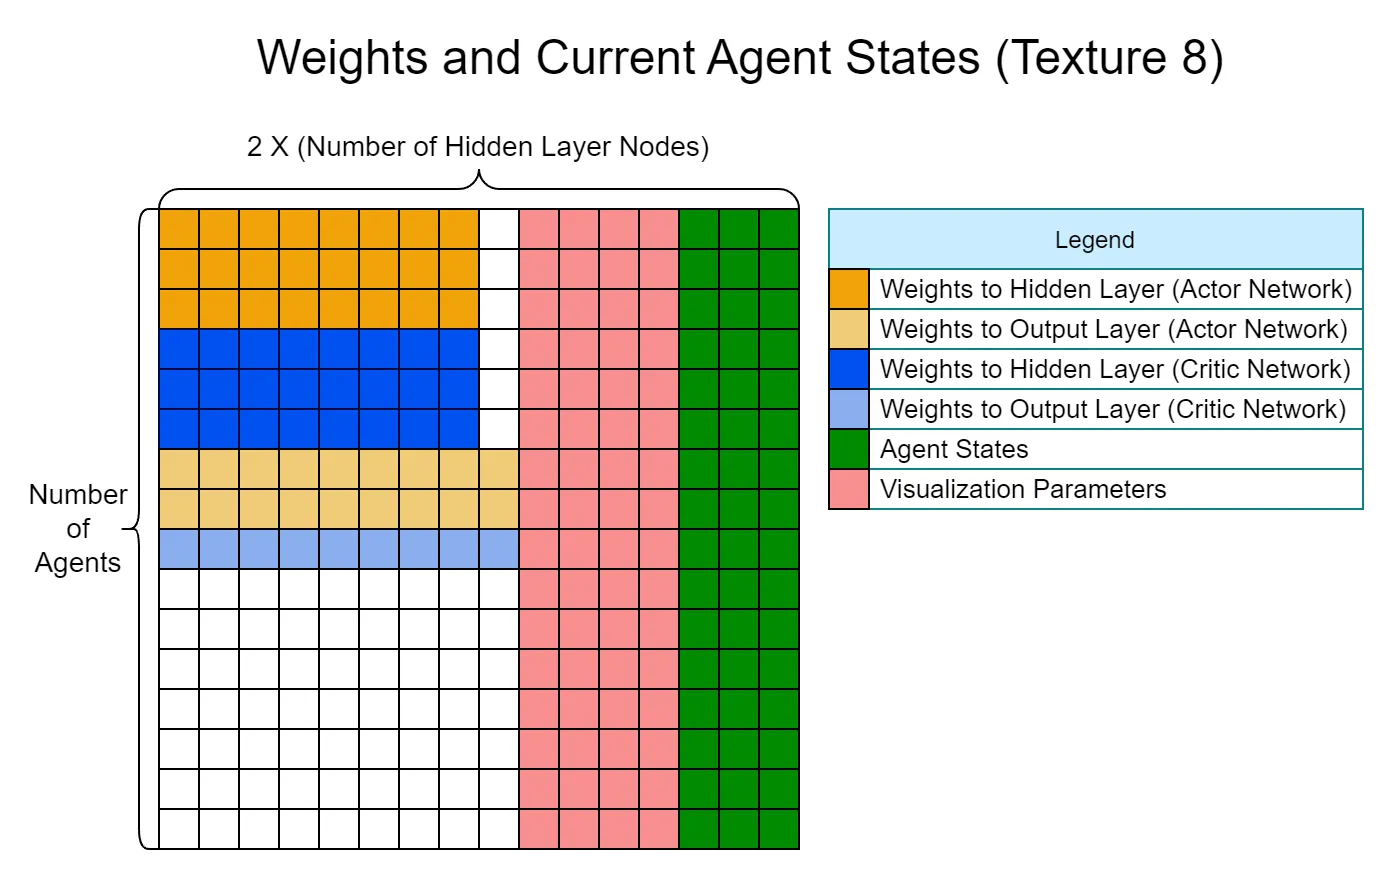 Weights and Current Agent States (Texture 8)
2 X (Number of Hidden Layer Nodes)
Number
of
Agents
Legend
Weights to Hidden Layer (Actor Network)
Weights to Output Layer (Actor Network)
Weights to Hidden Layer (Critic Network)
Weights to Output Layer (Critic Network)
Agent States
Visualization Parameters